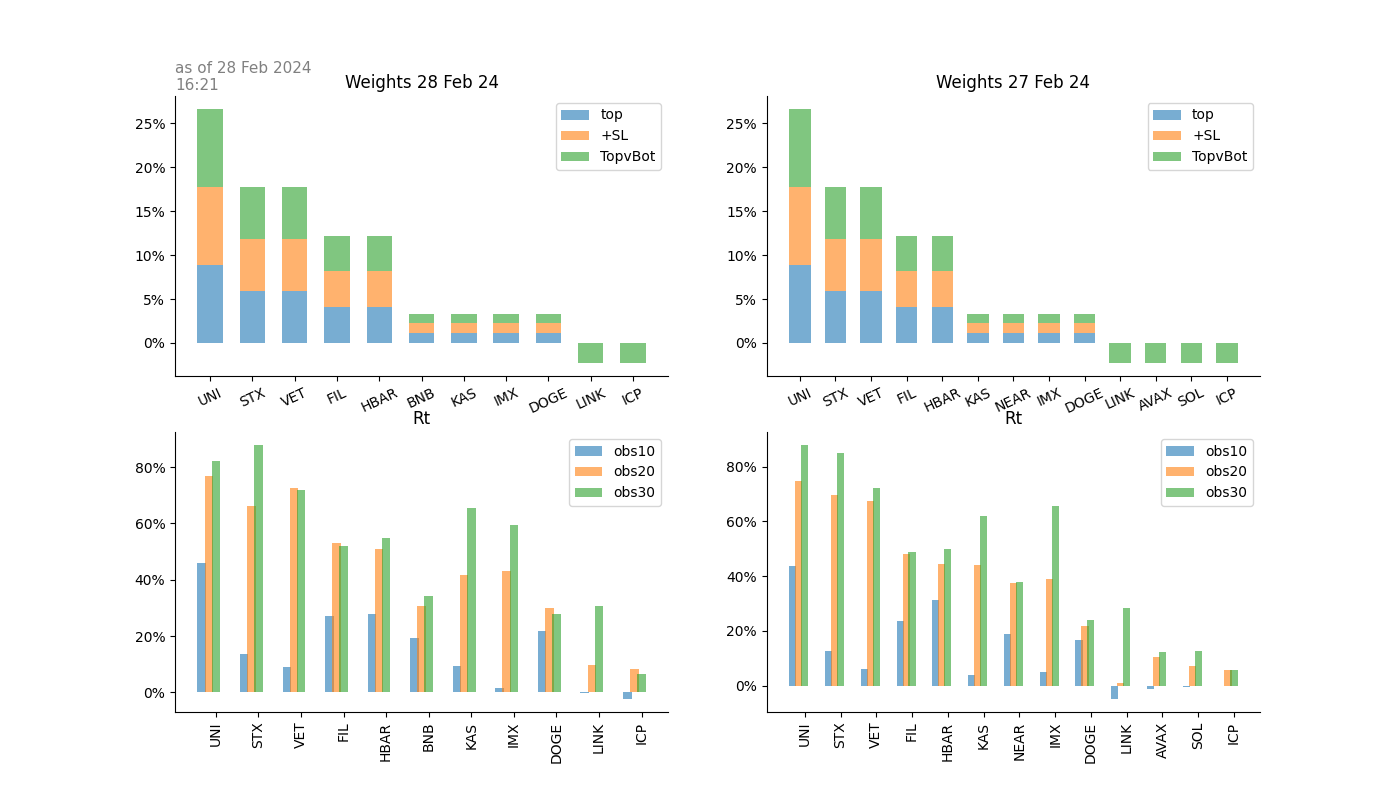 as of 28 Feb 2024
16:21
Weights 28 Feb 24
25%
20%
15%
10%
5%
0%
top
+SL
TopvBot
UNI STX VET FIL HBAR BNB KAS IMX DOGE LINK ICP
Weights 27 Feb 24
25%
20%
15%
10%
5%
0%
top
+SL
TopvBot
UNI STX VET FIL HBAR KAS NEAR IMX DOGE LINK AVAX SOL ICP
Rt
80%
60%
40%
20%
0%
obs10
obs20
obs30
UNI STX VET FIL HBAR BNB KAS IMX DOGE LINK ICP
Rt
80%
60%
40%
20%
0%
obs10
obs20
obs30
UNI STX VET FIL HBAR KAS NEAR IMX DOGE LINK AVAX SOL ICP